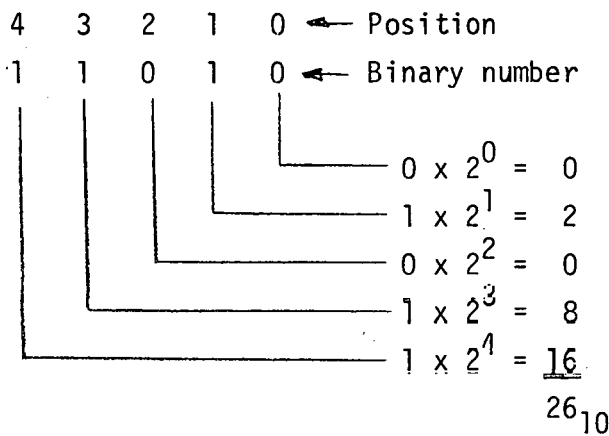 4 3 2 1 0 ← Position
1 1 0 1 0 ← Binary number
0 x 2^0 = 0
1 x 2^1 = 2
0 x 2^2 = 0
1 x 2^3 = 8
1 x 2^4 = 16
26_10